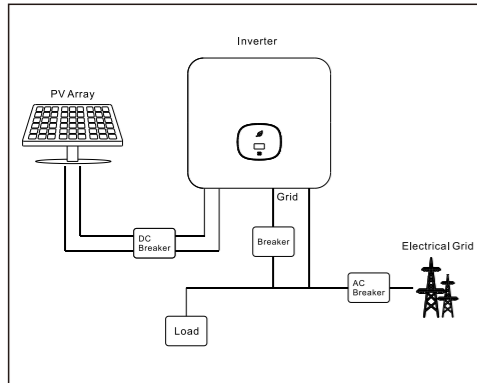 Inverter
PV Array
Grid
DC
Breaker
Breaker
Electrical Grid
AC
Breaker
Load